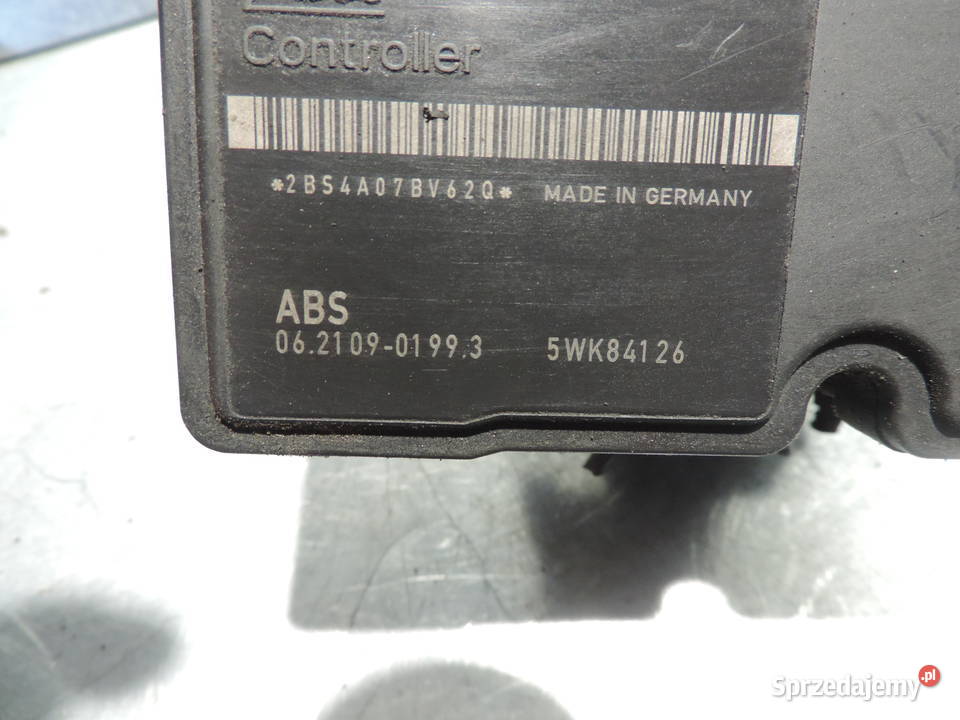 Controller
*2BS4A07BV62Q* MADE IN GERMANY
ABS
06.2109-0199.3 5WK84126
Sprzedajemy.pl